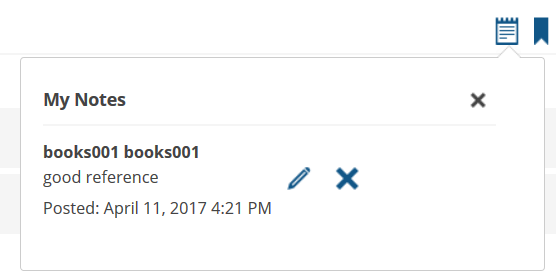 My Notes
books001 books001
good reference
Posted: April 11, 2017 4:21 PM